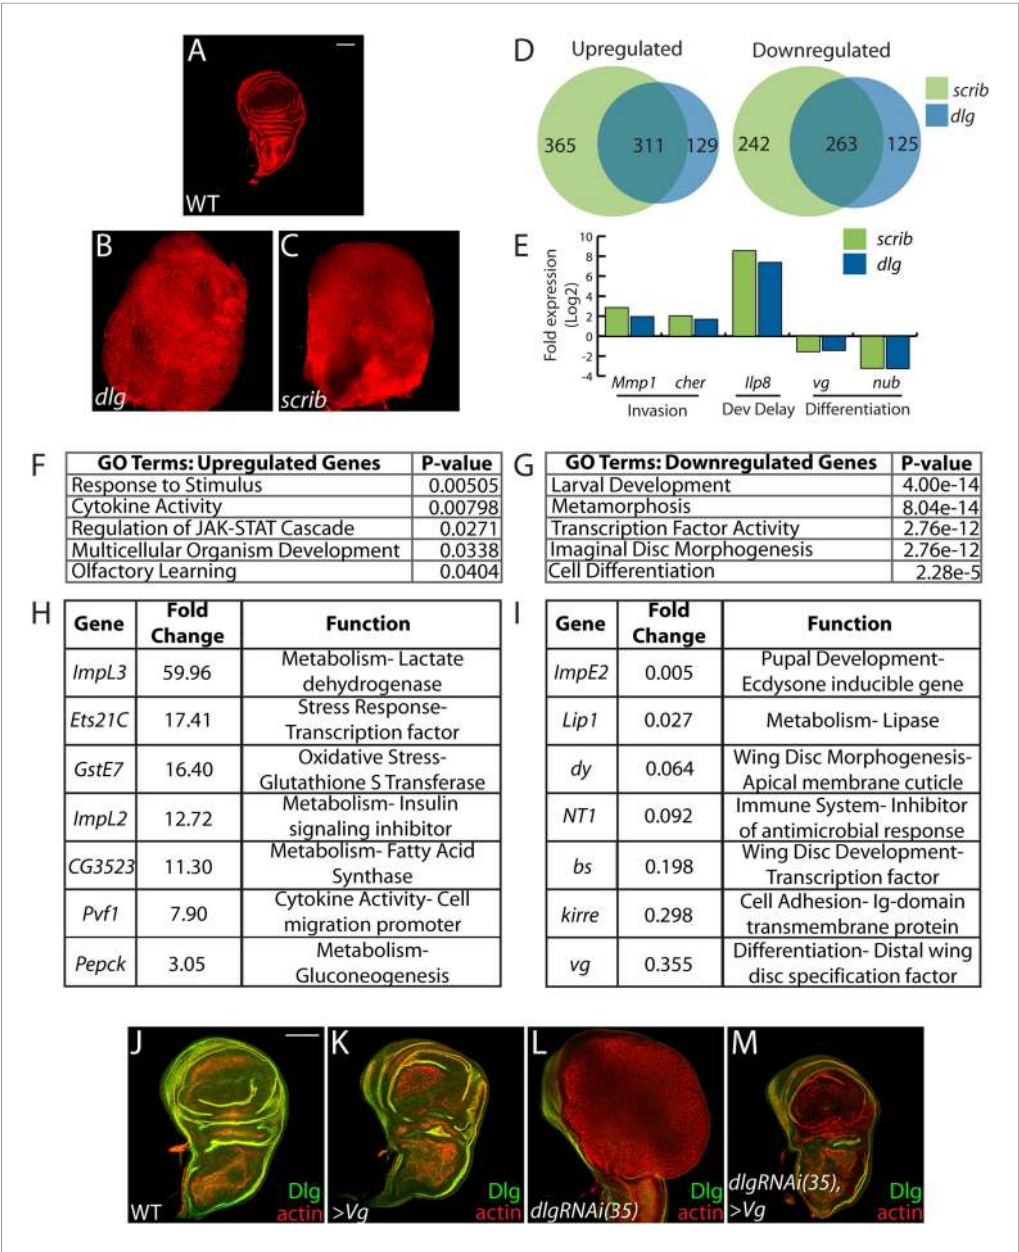 A
WT
B
dlg
C
scrib
D
Upregulated
Downregulated
365
311
129
242
263
125
scrib
dlg
E
Fold expression
(Log2)
10
8
6
4
2
0
-2
-4
scrib
dlg
Mmp1 cher Ilp8 vg nub
Invasion Dev Delay Differentiation
F
GO Terms: Upregulated Genes P-value
Response to Stimulus 0.00505
Cytokine Activity 0.00798
Regulation of JAK-STAT Cascade 0.0271
Multicellular Organism Development 0.0338
Olfactory Learning 0.0404
G
GO Terms: Downregulated Genes P-value
Larval Development 4.00e-14
Metamorphosis 8.04e-14
Transcription Factor Activity 2.76e-12
Imaginal Disc Morphogenesis 2.76e-12
Cell Differentiation 2.28e-5
H
Gene Fold Change Function
ImpL3 59.96 Metabolism- Lactate
dehydrogenase
Ets21C 17.41 Stress Response-
Transcription factor
GstE7 16.40 Oxidative Stress-
Glutathione S Transferase
ImpL2 12.72 Metabolism- Insulin
signaling inhibitor
CG3523 11.30 Metabolism- Fatty Acid
Synthase
Pvf1 7.90 Cytokine Activity- Cell
migration promoter
Pepck 3.05 Metabolism-
Gluconeogenesis
I
Gene Fold Change Function
ImpE2 0.005 Pupal Development-
Ecdysone inducible gene
Lip1 0.027 Metabolism- Lipase
dy 0.064 Wing Disc Morphogenesis-
Apical membrane cuticle
NT1 0.092 Immune System- Inhibitor
of antimicrobial response
bs 0.198 Wing Disc Development-
Transcription factor
kirre 0.298 Cell Adhesion- Ig-domain
transmembrane protein
vg 0.355 Differentiation- Distal wing
disc specification factor
J
Dlg
WT actin
K
Dlg
>Vg actin
L
Dlg
dlgRNAi(35) actin
M
dlgRNAi(35), Dlg
>Vg actin